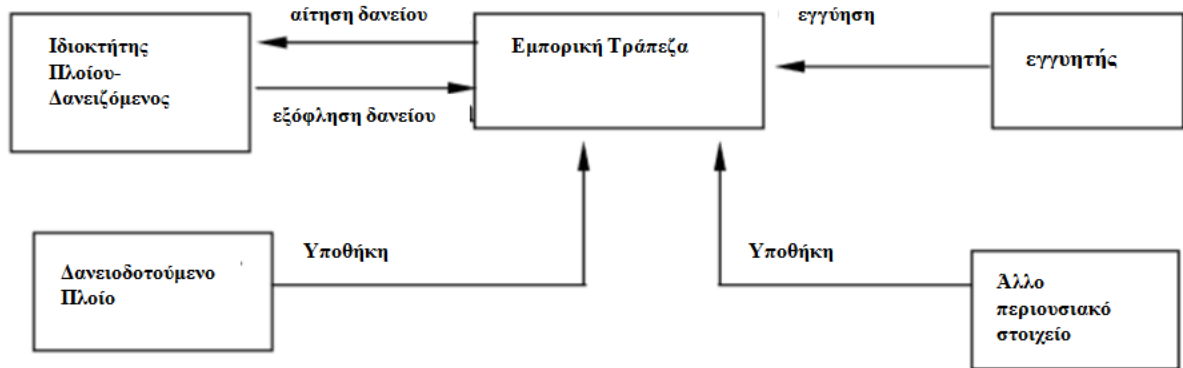 αίτηση δανείου
εγγύηση
Ιδιοκτήτης
Πλοίου-
Δανειζόμενος
Εμπορική Τράπεζα
εγγυητής
εξόφληση δανείου
Υποθήκη
Υποθήκη
Δανειοδοτούμενο
Πλοίο
Άλλο
περιουσιακό
στοιχείο